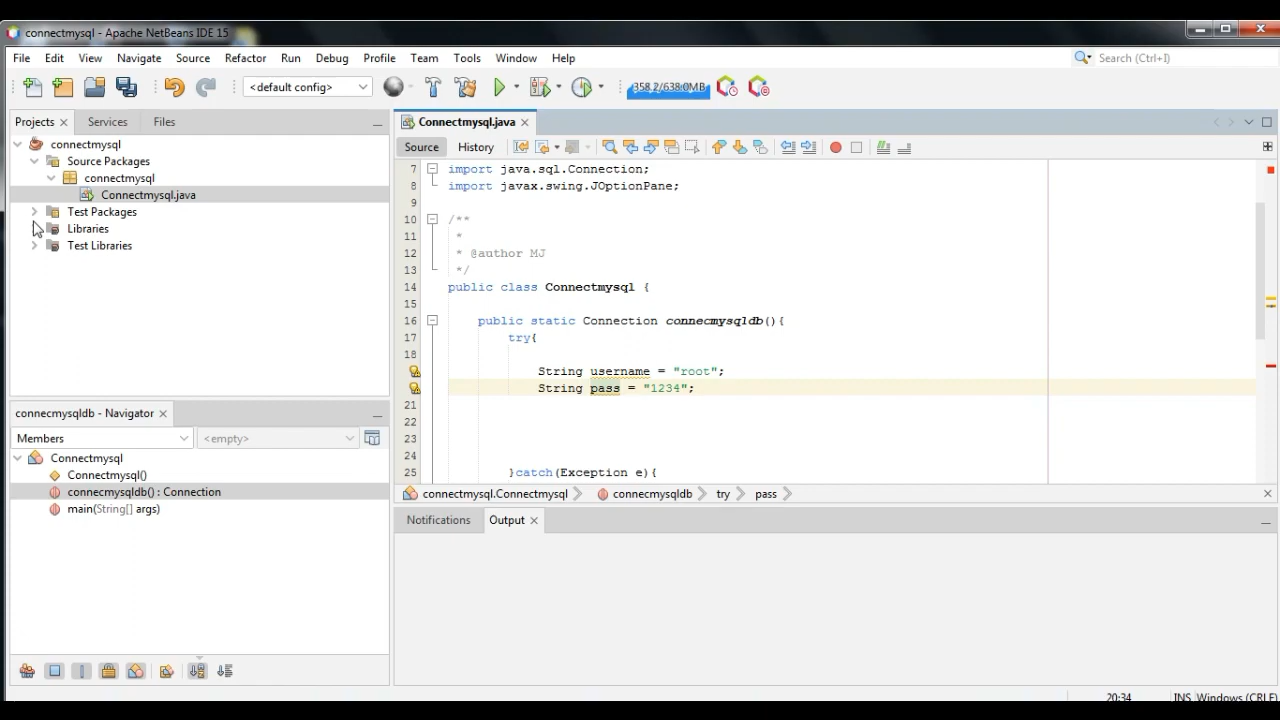 connectmysql - Apache NetBeans IDE 15
File Edit View Navigate Source Refactor Run Debug Profile Team Tools Window Help
Search (Ctrl+I)
<default config>
358.2/638.0MB
Projects Services Files
connectmysql
Source Packages
connectmysql
Connectmysql.java
Test Packages
Libraries
Test Libraries
connecmysqldb - Navigator
Members
<empty>
Connectmysql
Connectmysql()
connecmysqldb() : Connection
main(String[] args)
Connectmysql.java
Source History
7 import java.sql.Connection;
8 import javax.swing.JOptionPane;
9
10 /**
11 *
12 * @author MJ
13 */
14 public class Connectmysql {
15
16 public static Connection connecmysqldb(){
17 try{
18
String username = "root";
String pass = "1234";
21
22
23
24
25 }catch(Exception e){
connectmysql.Connectmysql connecmysqldb try pass
Notifications Output
20:34 INS Windows (CRLF)